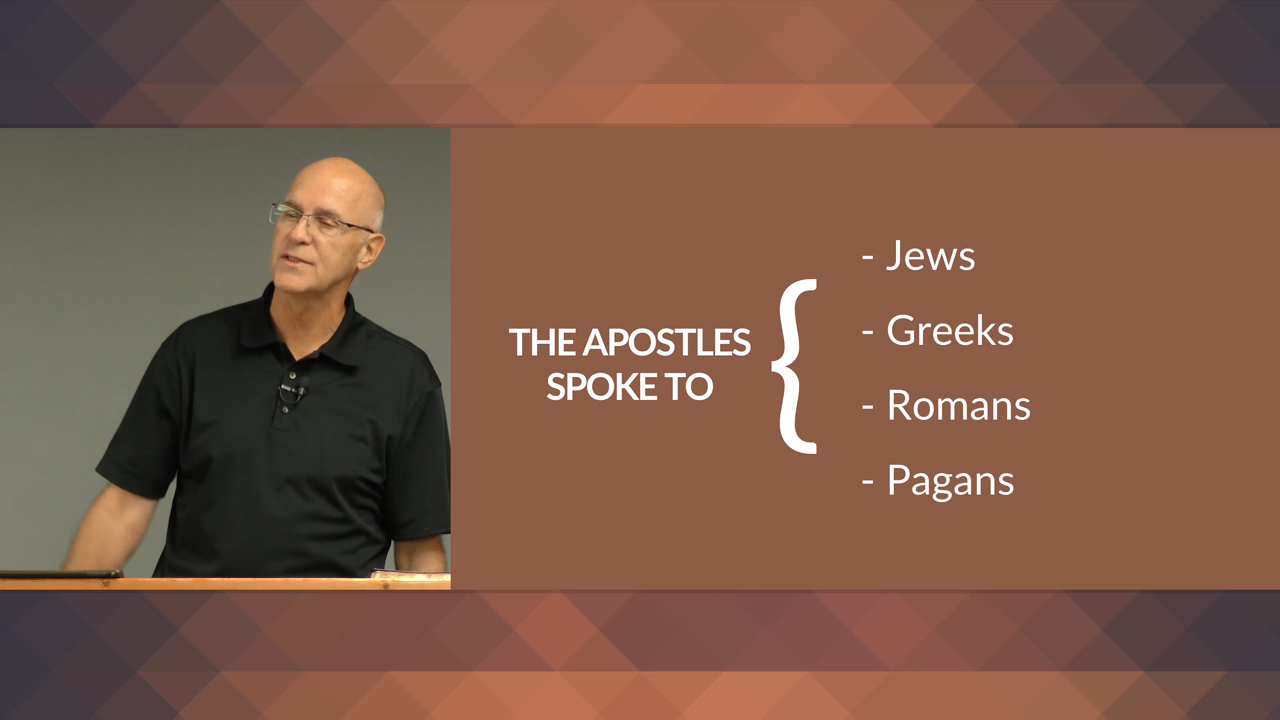 THE APOSTLES
SPOKE TO
- Jews
- Greeks
- Romans
- Pagans